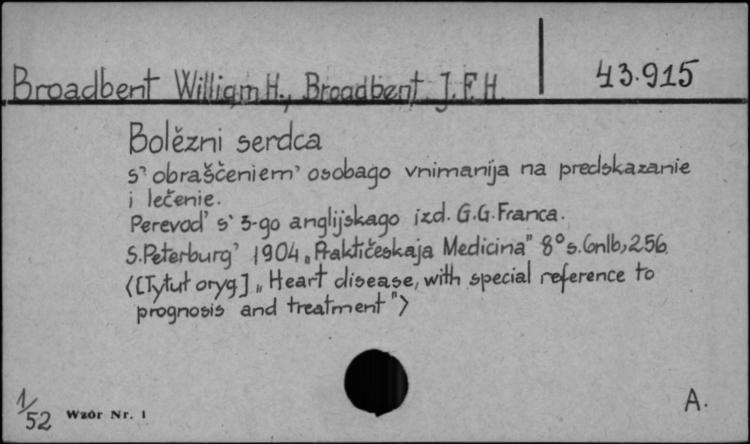 Broadbent William H., Broadbent J.F.H.
43.915
Bolězni serdca
s' obraščeniem' osobago vnimanija na predskazanie
i lečenie.
Perevod' s' 3-go anglijskago izd. G.G. Franca.
S. Peterburg' 1904 „Praktičeskaja Medicina" 8° s. 6nlb, 256
⟨[Tytuł oryg.] „Heart disease, with special reference to
prognosis and treatment"⟩
1/52
Wzór Nr. 1
A.